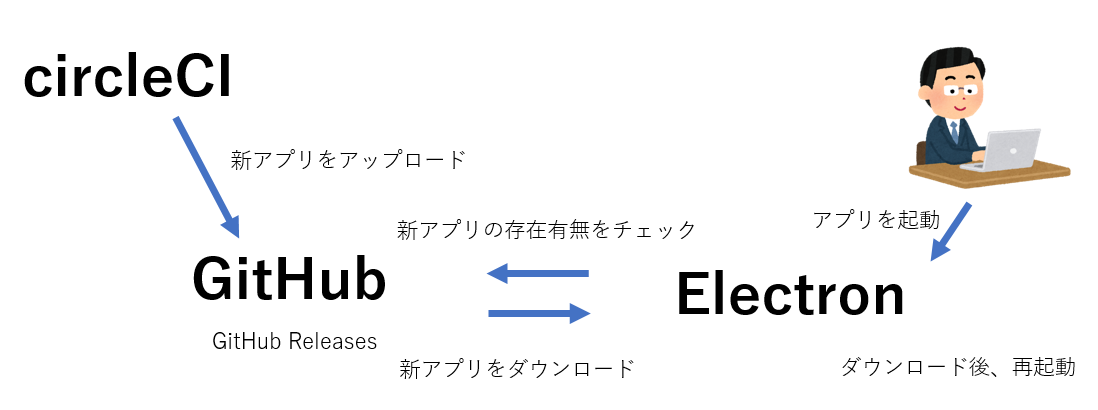 circleCI
新アプリをアップロード
新アプリの存在有無をチェック
アプリを起動
GitHub
Electron
GitHub Releases
新アプリをダウンロード
ダウンロード後、再起動